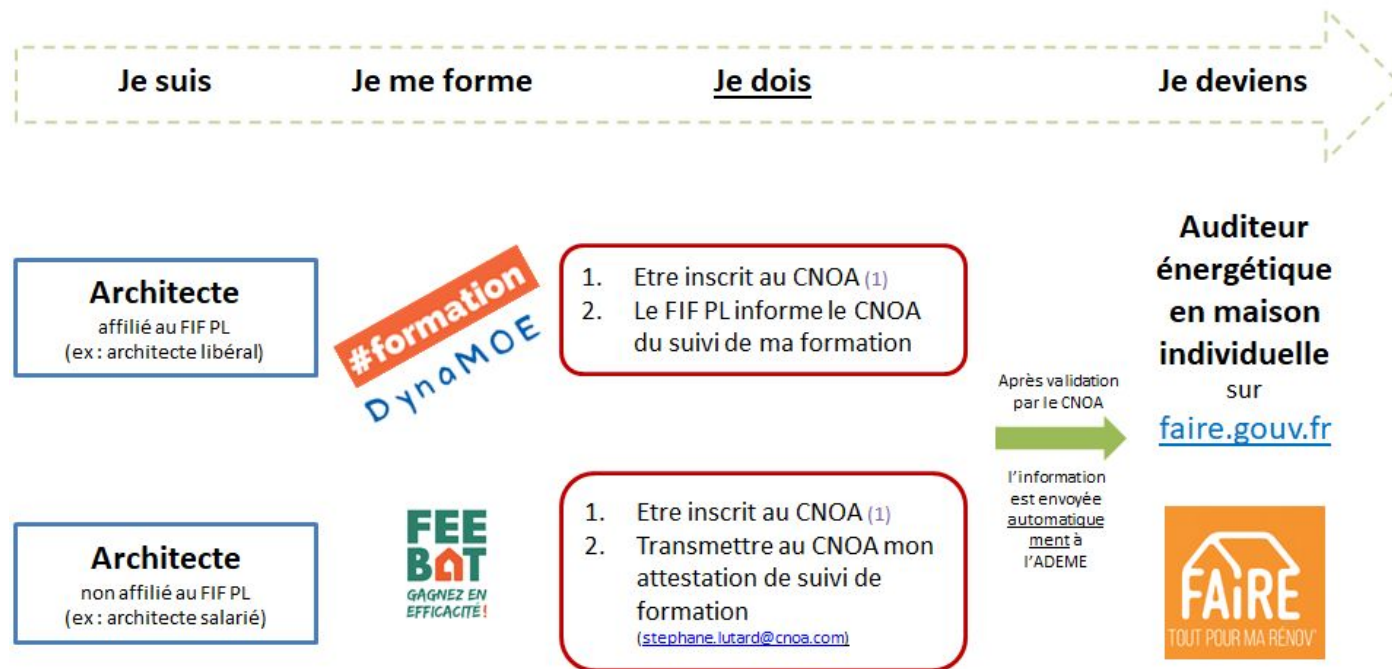 Je suis
Je me forme
Je dois
Je deviens
Architecte
affilié au FIF PL
(ex : architecte libéral)
#formation
DynaMOE
1. Etre inscrit au CNOA (1)
2. Le FIF PL informe le CNOA
du suivi de ma formation
Architecte
non affilié au FIF PL
(ex : architecte salarié)
FEE
BAT
GAGNEZ EN
EFFICACITÉ!
1. Etre inscrit au CNOA (1)
2. Transmettre au CNOA mon
attestation de suivi de
formation
(stephane.lutard@cnoa.com)
Après validation
par le CNOA
l'information
est envoyée
automatique
ment à
l'ADEME
Auditeur
énergétique
en maison
individuelle
sur
faire.gouv.fr
FAiRE
TOUT POUR MA RÉNOV'